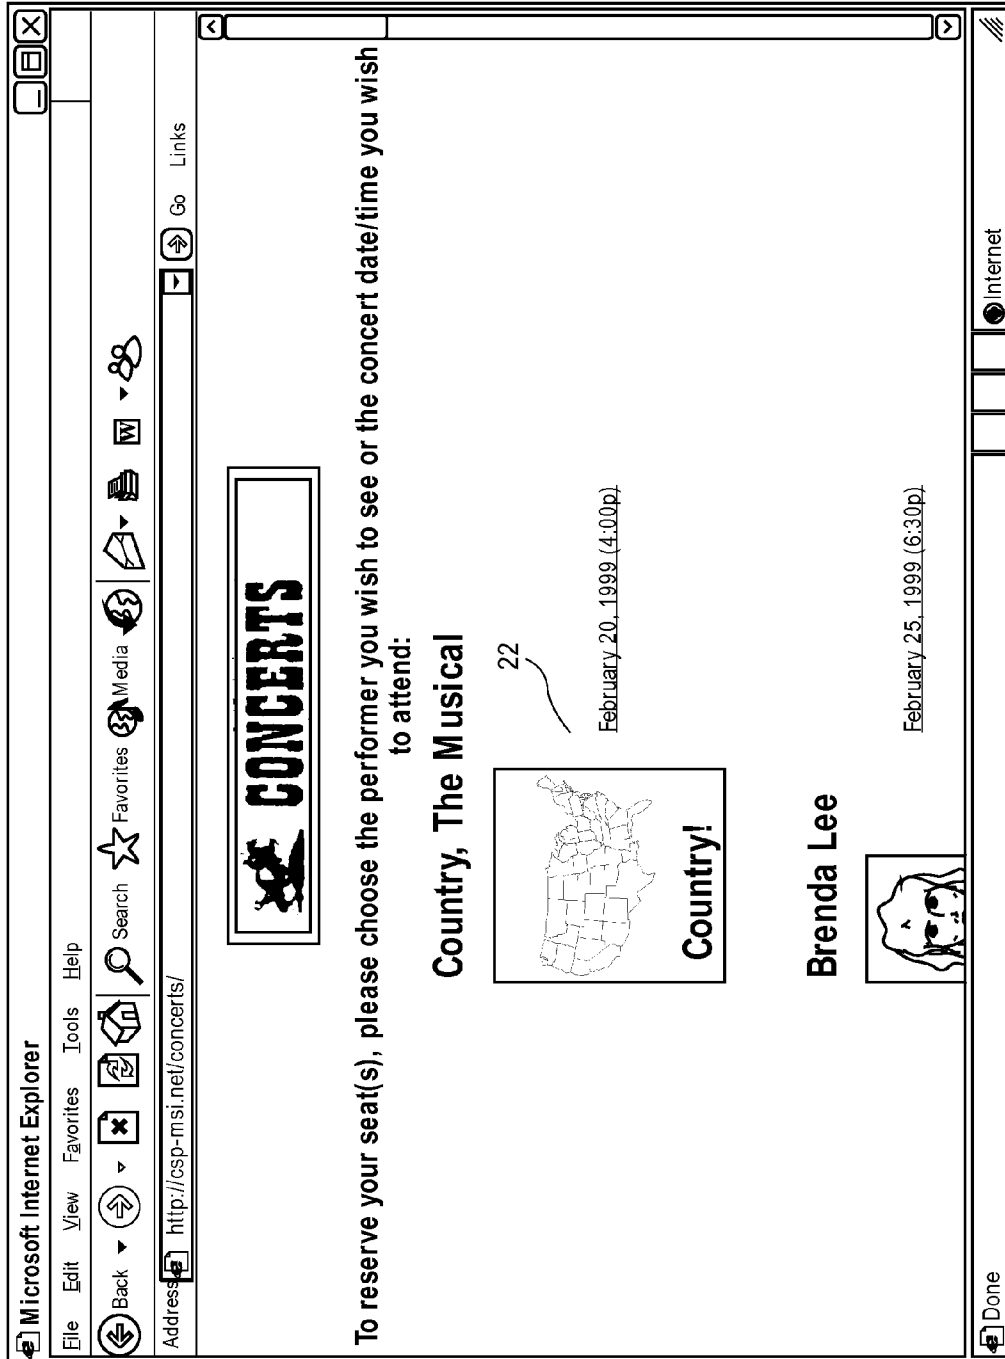 Microsoft Internet Explorer
File Edit View Favorites Tools Help
Back Search Favorites Media W
Address http://csp-msi.net/concerts/ Go Links
CONCERTS
To reserve your seat(s), please choose the performer you wish to see or the concert date/time you wish
to attend:
Country, The Musical
22
Country!
February 20, 1999 (4:00p)
Brenda Lee
February 25, 1999 (6:30p)
Done Internet